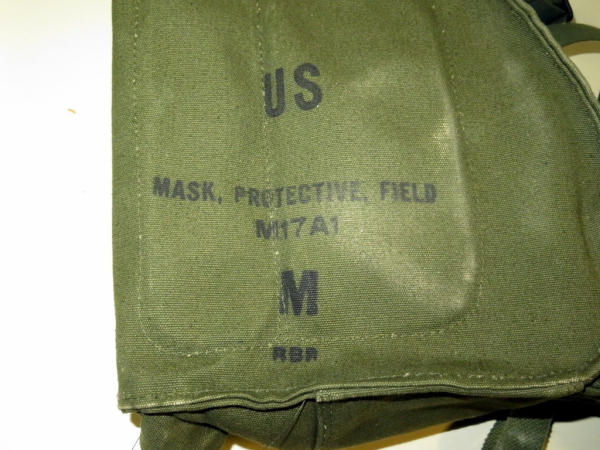 US
MASK, PROTECTIVE, FIELD
M17A1
M
RBR